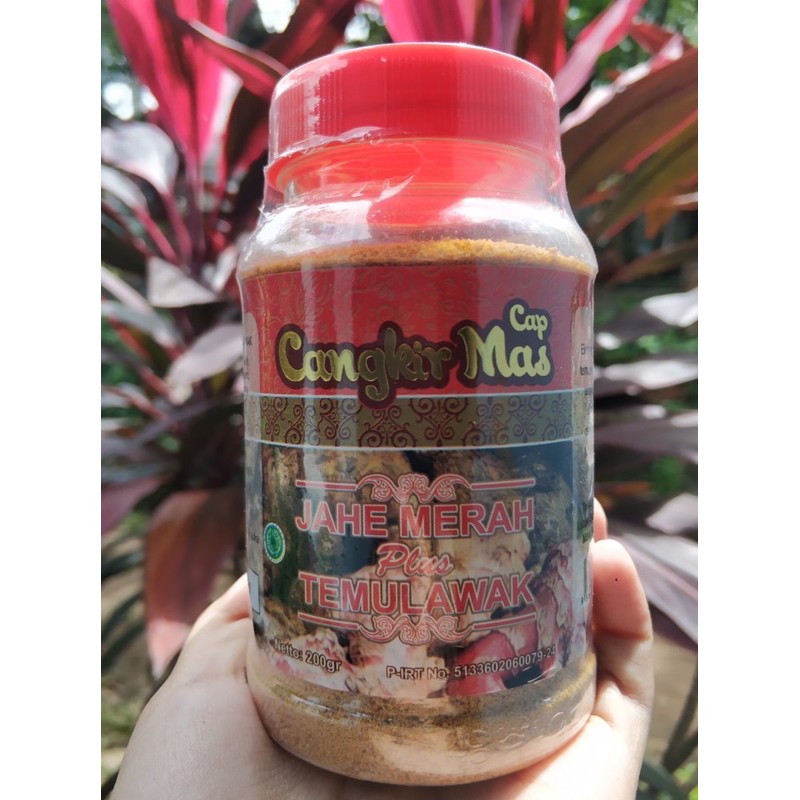 Cap
Cangkir Mas
JAHE MERAH
Plus
TEMULAWAK
Netto: 200gr
P-IRT No. 5133602060079-24